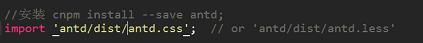 //安装 cnpm install --save antd;
import 'antd/dist/antd.css';  // or 'antd/dist/antd.less'